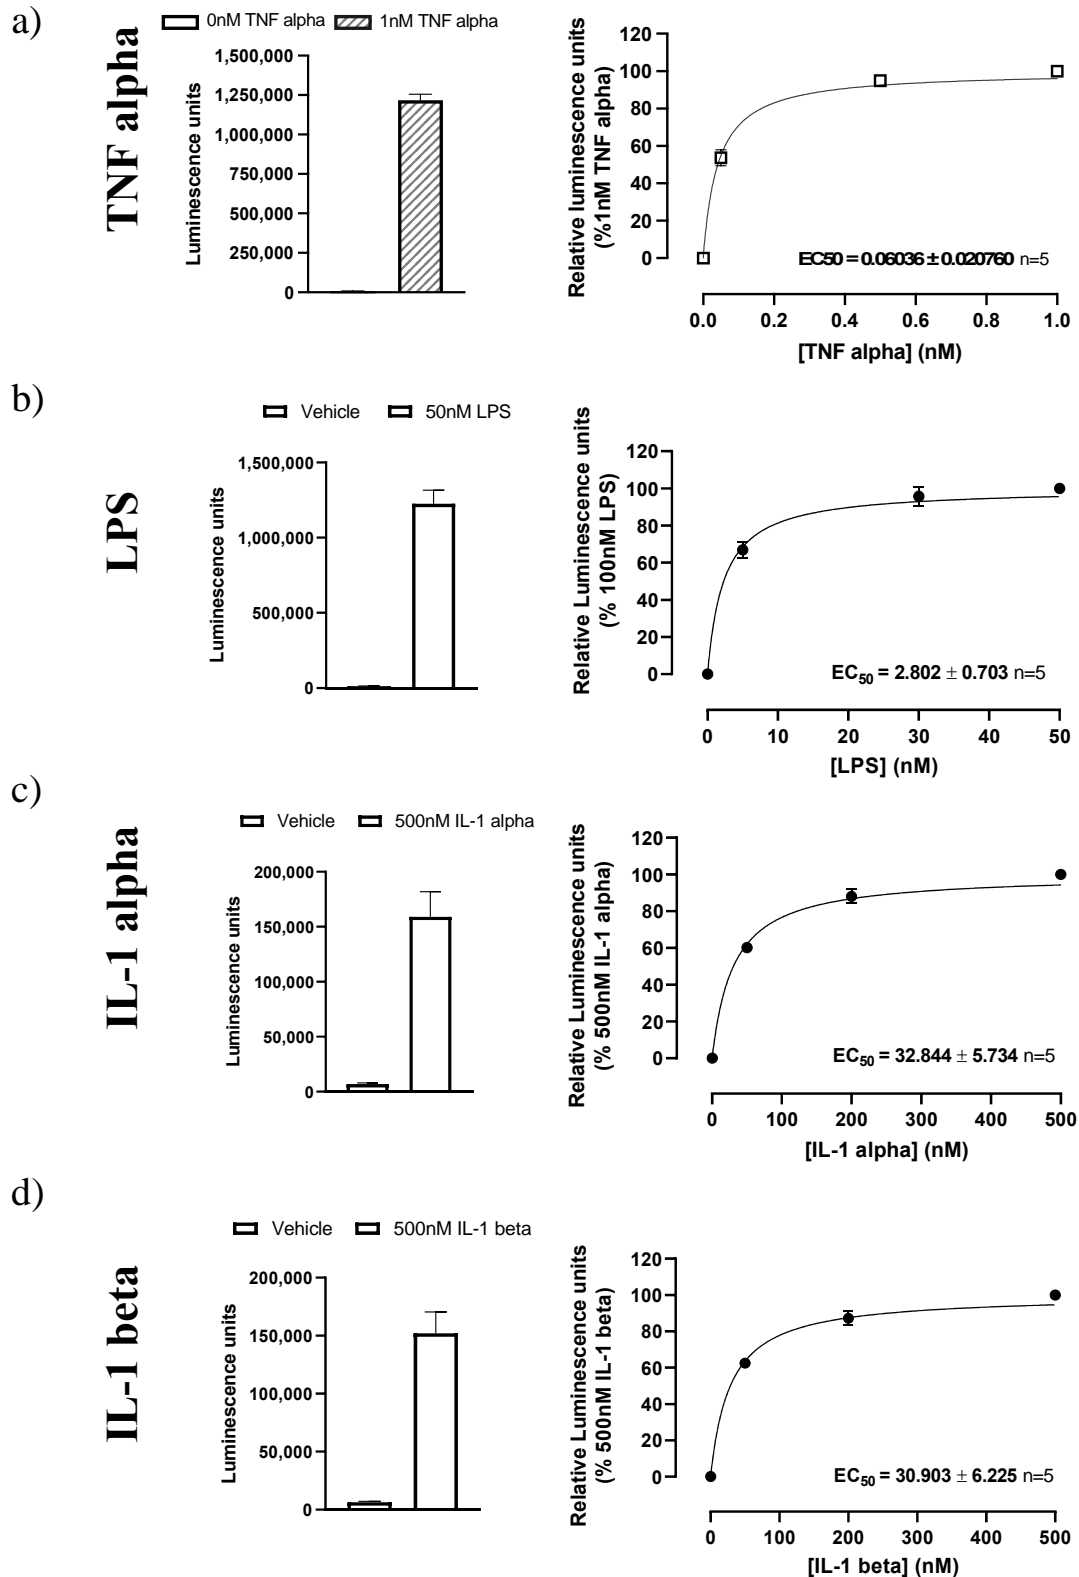 a)
TNF alpha
0nM TNF alpha 1nM TNF alpha
Luminescence units
1,500,000
1,250,000
1,000,000
750,000
500,000
250,000
0
Relative luminescence units
(%1nM TNF alpha)
120
100
80
60
40
20
0
EC50 = 0.06036 ± 0.020760 n=5
0.0 0.2 0.4 0.6 0.8 1.0
[TNF alpha] (nM)
b)
LPS
Vehicle 50nM LPS
Luminescence units
1,500,000
1,000,000
500,000
0
Relative Luminescence units
(% 100nM LPS)
120
100
80
60
40
20
0
EC50 = 2.802 ± 0.703 n=5
0 10 20 30 40 50
[LPS] (nM)
c)
IL-1 alpha
Vehicle 500nM IL-1 alpha
Luminescence units
200,000
150,000
100,000
50,000
0
Relative Luminescence units
(% 500nM IL-1 alpha)
120
100
80
60
40
20
0
EC50 = 32.844 ± 5.734 n=5
0 100 200 300 400 500
[IL-1 alpha] (nM)
d)
IL-1 beta
Vehicle 500nM IL-1 beta
Luminescence units
200,000
150,000
100,000
50,000
0
Relative Luminescence units
(% 500nM IL-1 beta)
120
100
80
60
40
20
0
EC50 = 30.903 ± 6.225 n=5
0 100 200 300 400 500
[IL-1 beta] (nM)